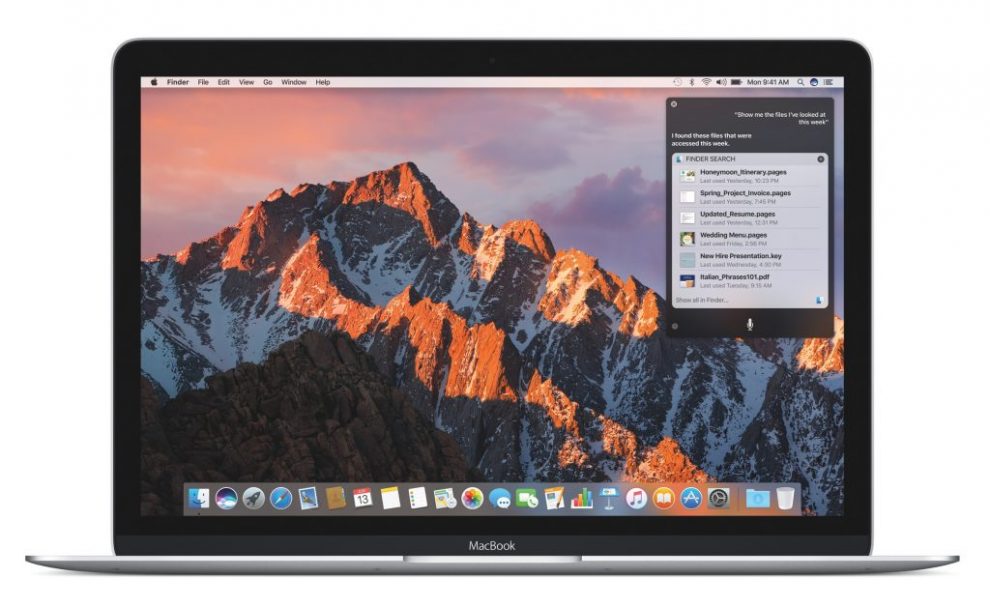 Finder File Edit View Go Window Help
Mon 9:41 AM
"Show me the files I've looked at
this week"
I found these files that were
accessed this week.
FINDER SEARCH
Honeymoon_Itinerary.pages
Last used Yesterday, 10:23 PM
Spring_Project_Invoice.pages
Last used Yesterday, 7:45 PM
Updated_Resume.pages
Last used Yesterday, 12:31 PM
Wedding Menu.pages
Last used Friday, 2:56 PM
New Hire Presentation.key
Last used Wednesday, 4:30 PM
Italian_Phrases101.pdf
Last used Tuesday, 9:15 AM
Show all in Finder...
13
MacBook